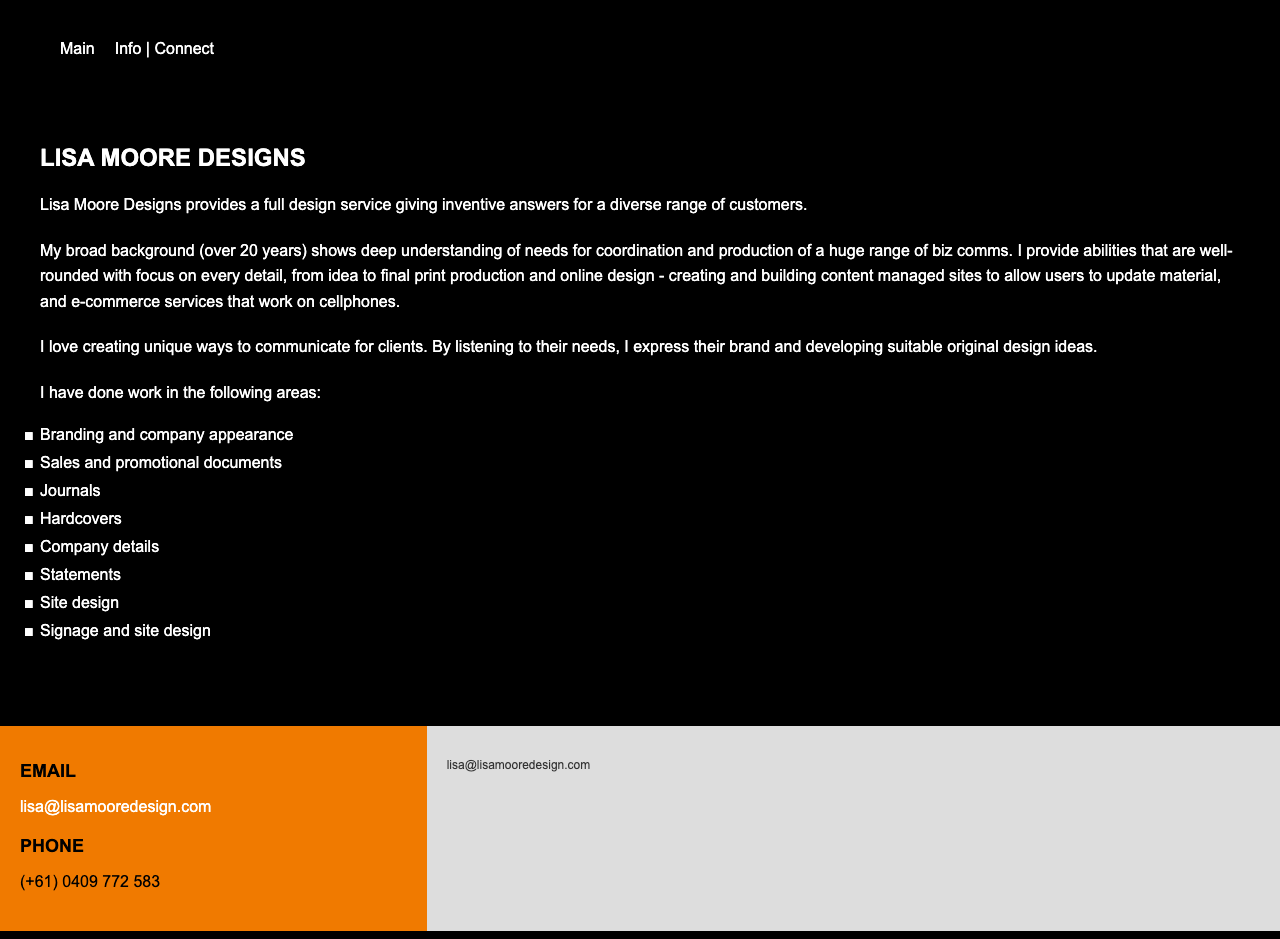 Main Info | Connect
LISA MOORE DESIGNS
Lisa Moore Designs provides a full design service giving inventive answers for a diverse range of customers.
My broad background (over 20 years) shows deep understanding of needs for coordination and production of a huge range of biz comms. I provide abilities that are well-
rounded with focus on every detail, from idea to final print production and online design - creating and building content managed sites to allow users to update material,
and e-commerce services that work on cellphones.
I love creating unique ways to communicate for clients. By listening to their needs, I express their brand and developing suitable original design ideas.
I have done work in the following areas:
Branding and company appearance
Sales and promotional documents
Journals
Hardcovers
Company details
Statements
Site design
Signage and site design
EMAIL
lisa@lisamooredesign.com
PHONE
(+61) 0409 772 583
lisa@lisamooredesign.com